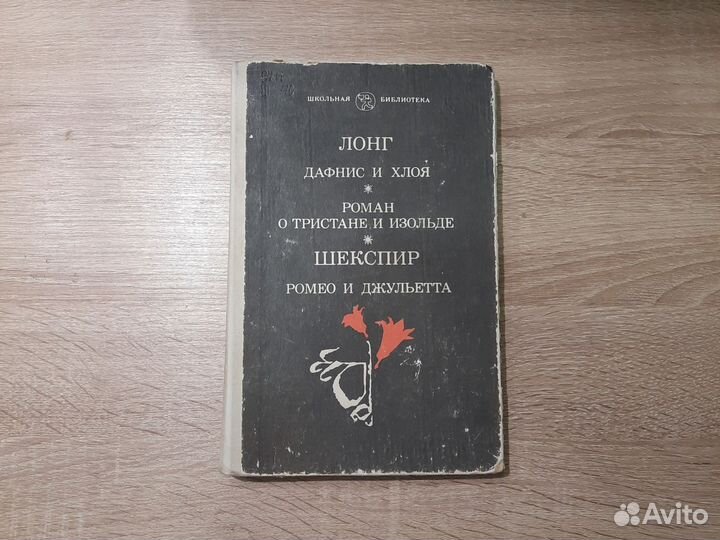 ШКОЛЬНАЯ БИБЛИОТЕКА
ЛОНГ
ДАФНИС И ХЛОЯ
РОМАН
О ТРИСТАНЕ И ИЗОЛЬДЕ
ШЕКСПИР
РОМЕО И ДЖУЛЬЕТТА
Avito